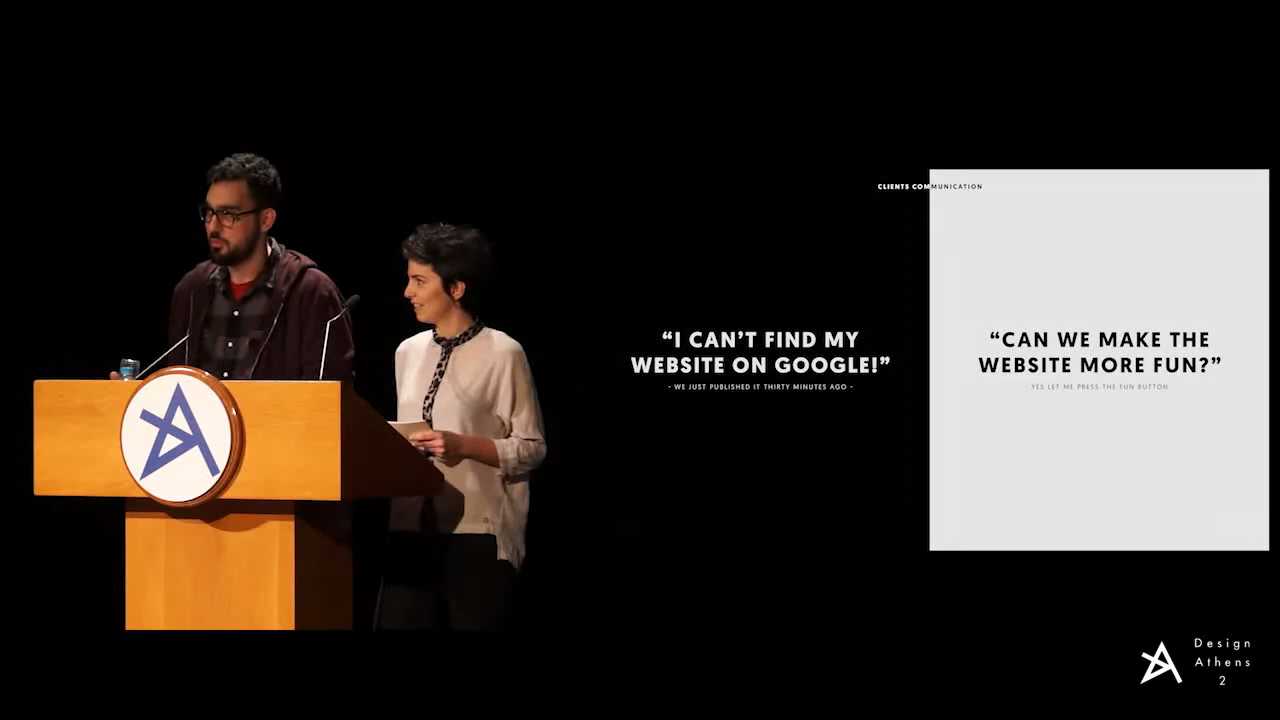 CLIENTS COMMUNICATION
“I CAN’T FIND MY
WEBSITE ON GOOGLE!”
- WE JUST PUBLISHED IT THIRTY MINUTES AGO -
“CAN WE MAKE THE
WEBSITE MORE FUN?”
- YES LET ME PRESS THE FUN BUTTON
Design
Athens
2